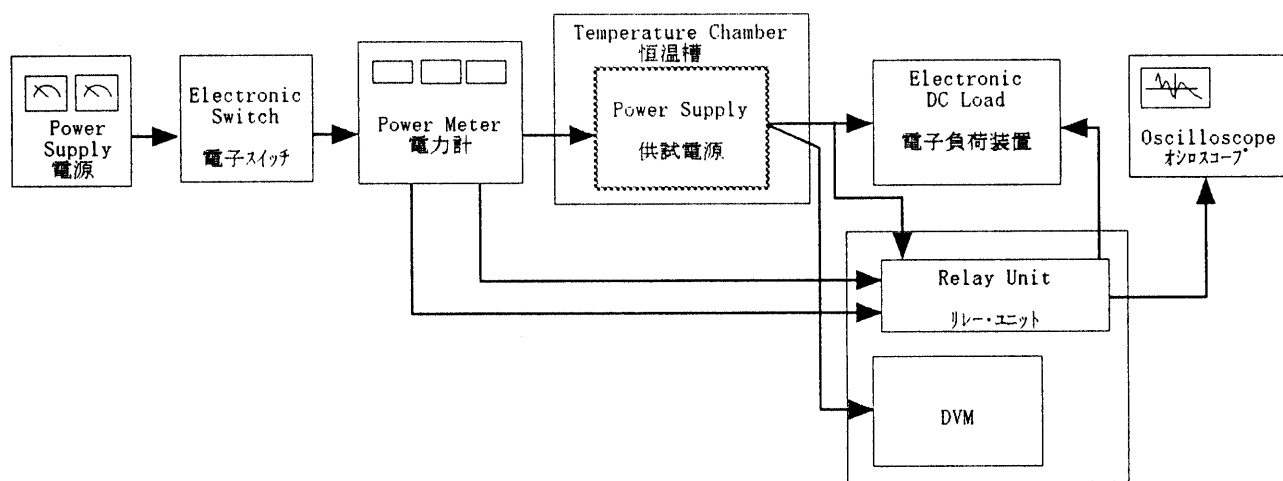 Power
Supply
電源
Electronic
Switch
電子スイッチ
Power Meter
電力計
Temperature Chamber
恒温槽
Power Supply
供試電源
Electronic
DC Load
電子負荷装置
Oscilloscope
オシロスコープ
Relay Unit
リレー・ユニット
DVM